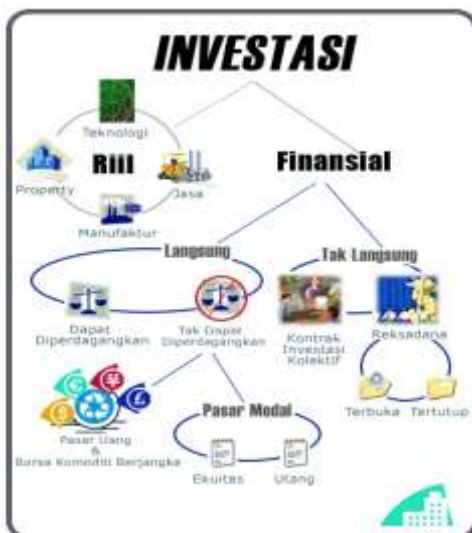 INVESTASI
Teknologi
Riil
Property
Jasa
Manufaktur
Finansial
Langsung
Tak Langsung
Dapat
Diperdagangkan
Tak Dapat
Diperdagangkan
Kontrak
Investasi
Kolektif
Reksadana
Terbuka
Tertutup
Pasar Uang
&
Bursa Komoditi Berjangka
Pasar Modal
Ekuitas
Utang